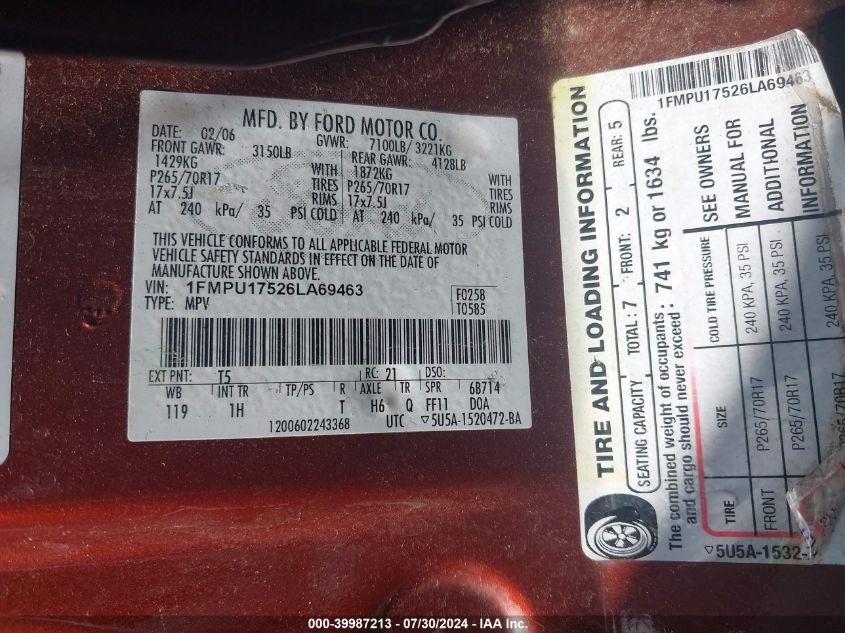 MFD. BY FORD MOTOR CO.
DATE: 02/06 GVWR: 7100LB/ 3221KG
FRONT GAWR: 3150LB REAR GAWR: 4128LB
1429KG WITH 1872KG WITH
P265/70R17 TIRES P265/70R17 TIRES
17x7.5J RIMS 17x7.5J RIMS
AT 240 kPa/ 35 PSI COLD AT 240 kPa/ 35 PSI COLD
THIS VEHICLE CONFORMS TO ALL APPLICABLE FEDERAL MOTOR
VEHICLE SAFETY STANDARDS IN EFFECT ON THE DATE OF
MANUFACTURE SHOWN ABOVE.
VIN: 1FMPU17526LA69463 F0258
TYPE: MPV T0585
EXT PNT: T5 RC: 21 DSO:
WB INT TR TP/PS R AXLE TR SPR 6B714
119 1H T H6 Q FF11 DOA
1200602243368 UTC ▽5U5A-1520472-BA
1FMPU17526LA69463
TIRE AND LOADING INFORMATION
SEATING CAPACITY TOTAL: 7 FRONT: 2 REAR: 5
The combined weight of occupants: 741 kg or 1634 lbs.
and cargo should never exceed:
TIRE SIZE COLD TIRE PRESSURE SEE OWNERS
FRONT P265/70R17 240 KPA, 35 PSI MANUAL FOR
P265/70R17 240 KPA, 35 PSI ADDITIONAL
P265/70R17 240 KPA, 35 PSI INFORMATION
▽5U5A-1532-
000-39987213 - 07/30/2024 - IAA Inc.